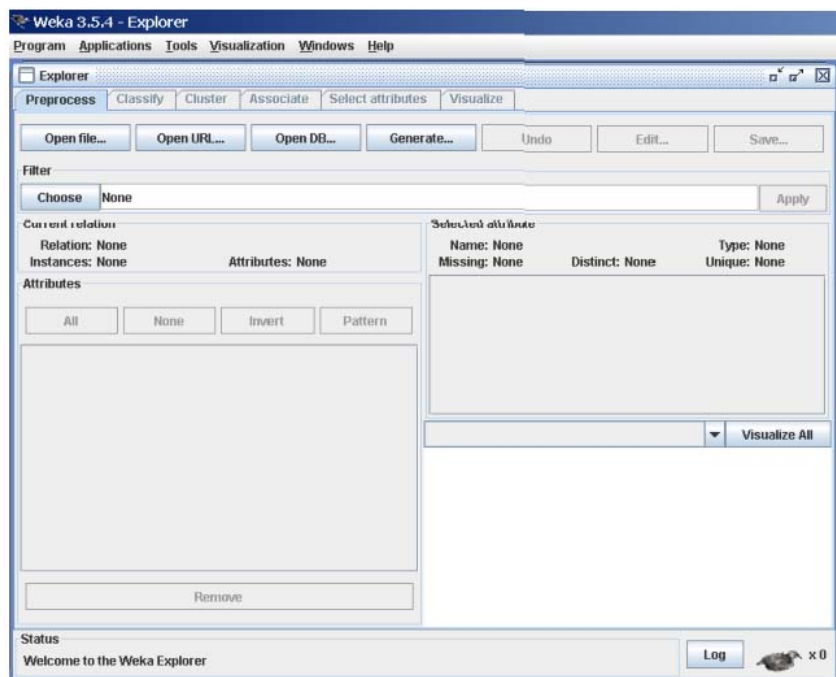 Weka 3.5.4 - Explorer
Program Applications Tools Visualization Windows Help
Explorer
Preprocess Classify Cluster Associate Select attributes Visualize
Open file... Open URL... Open DB... Generate... Undo Edit... Save...
Filter
Choose None Apply
Current relation
Relation: None
Instances: None Attributes: None
Selected attribute
Name: None Type: None
Missing: None Distinct: None Unique: None
Attributes
All None Invert Pattern
Visualize All
Remove
Status
Welcome to the Weka Explorer
Log x 0